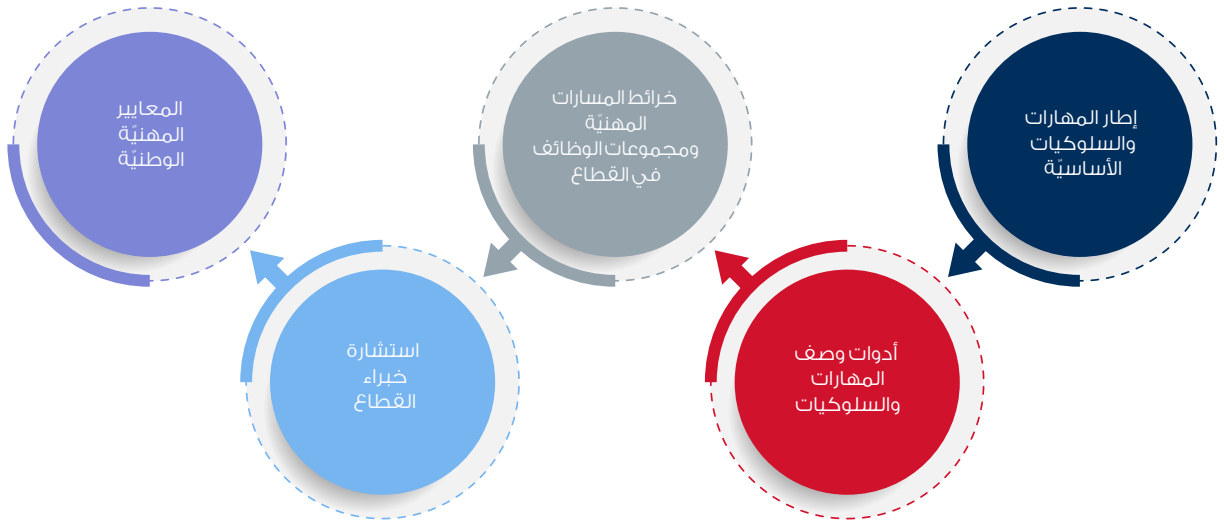 إطار المهارات
والسلوكيات
الأساسيّة
أدوات وصف
المهارات
والسلوكيات
خرائط المسارات
المهنيّة
ومجموعات الوظائف
في القطاع
استشارة
خبراء
القطاع
المعايير
المهنيّة
الوطنيّة